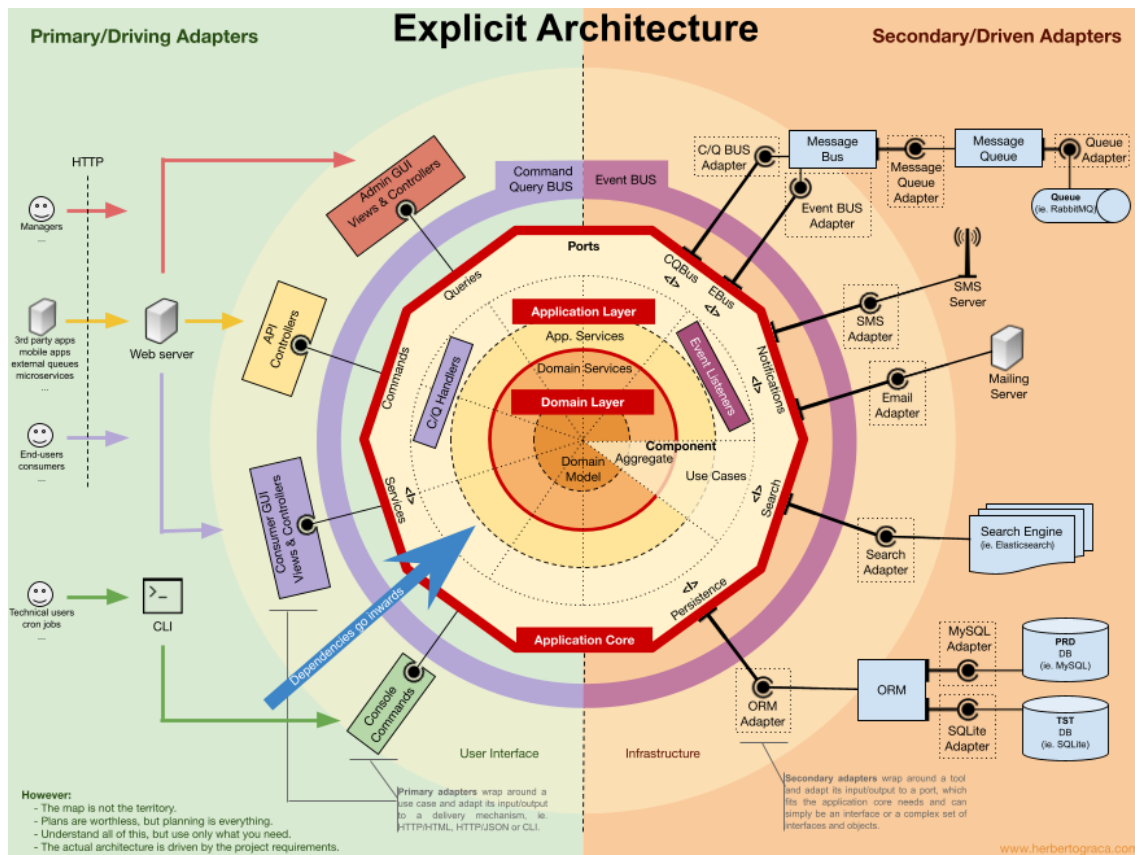 Explicit Architecture
Primary/Driving Adapters
Secondary/Driven Adapters
HTTP
Managers
...
3rd party apps
mobile apps
external queues
microservices
...
End-users
consumers
...
Technical users
cron jobs
...
Web server
CLI
Admin GUI
Views & Controllers
API
Controllers
Consumer GUI
Views & Controllers
Console
Commands
Command
Query BUS
Event BUS
Ports
Queries
Commands
Services
</>
CQBus
</>
EBus
</>
Notifications
</>
Search
</>
Persistence
</>
Application Layer
App. Services
Domain Services
Domain Layer
Domain
Model
Component
Aggregate
Use Cases
C/Q Handlers
Event Listeners
Application Core
Dependencies go inwards
User Interface
Infrastructure
C/Q BUS
Adapter
Message
Bus
Event BUS
Adapter
Message
Queue
Adapter
Message
Queue
Queue
Adapter
Queue
(ie. RabbitMQ)
SMS
Server
SMS
Adapter
Mailing
Server
Email
Adapter
Search Engine
(ie. Elasticsearch)
Search
Adapter
MySQL
Adapter
PRD
DB
(ie. MySQL)
ORM
ORM
Adapter
SQLite
Adapter
TST
DB
(ie. SQLite)
Primary adapters wrap around a
use case and adapt its input/output
to a delivery mechanism, ie.
HTTP/HTML, HTTP/JSON or CLI.
Secondary adapters wrap around a tool
and adapt its input/output to a port, which
fits the application core needs and can
simply be an interface or a complex set of
interfaces and objects.
However:
- The map is not the territory.
- Plans are worthless, but planning is everything.
- Understand all of this, but use only what you need.
- The actual architecture is driven by the project requirements.
www.herbertograca.com